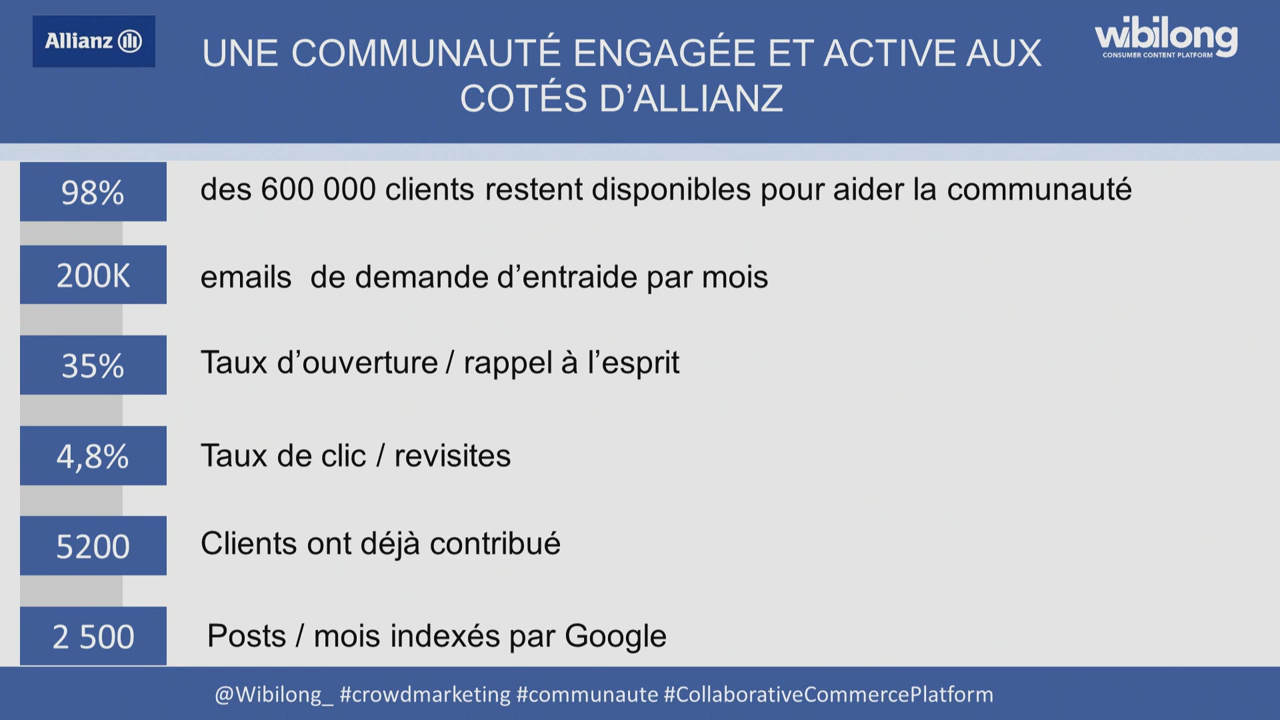 Allianz
UNE COMMUNAUTÉ ENGAGÉE ET ACTIVE AUX
COTÉS D’ALLIANZ
wibilong
CONSUMER CONTENT PLATFORM
98% des 600 000 clients restent disponibles pour aider la communauté
200K emails de demande d’entraide par mois
35% Taux d’ouverture / rappel à l’esprit
4,8% Taux de clic / revisites
5200 Clients ont déjà contribué
2 500 Posts / mois indexés par Google
@Wibilong_ #crowdmarketing #communaute #CollaborativeCommercePlatform